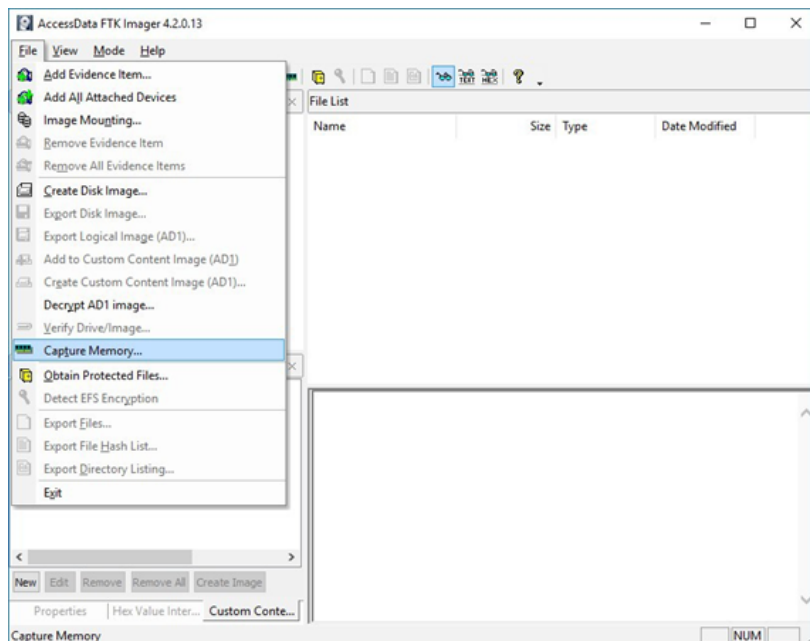 AccessData FTK Imager 4.2.0.13
File View Mode Help
Add Evidence Item...
Add All Attached Devices
Image Mounting...
Remove Evidence Item
Remove All Evidence Items
Create Disk Image...
Export Disk Image...
Export Logical Image (AD1)...
Add to Custom Content Image (AD1)
Create Custom Content Image (AD1)...
Decrypt AD1 image...
Verify Drive/Image...
Capture Memory...
Obtain Protected Files...
Detect EFS Encryption
Export Files...
Export File Hash List...
Export Directory Listing...
Exit
File List
Name Size Type Date Modified
New Edit Remove Remove All Create Image
Properties Hex Value Inter... Custom Conte...
Capture Memory NUM